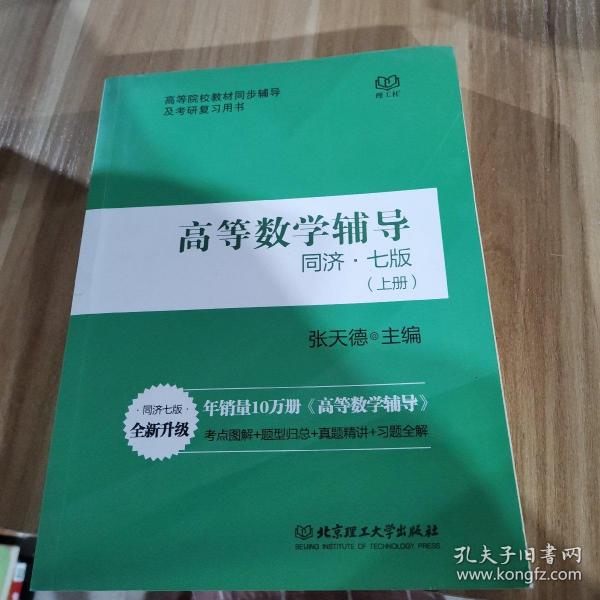 高等院校教材同步辅导
及考研复习用书
理工社
高等数学辅导
同济·七版
(上册)
张天德◎主编
·同济七版·
全新升级
年销量10万册《高等数学辅导》
考点图解+题型归总+真题精讲+习题全解
北京理工大学出版社
BEIJING INSTITUTE OF TECHNOLOGY PRESS
孔夫子旧书网
www.kongfz.com